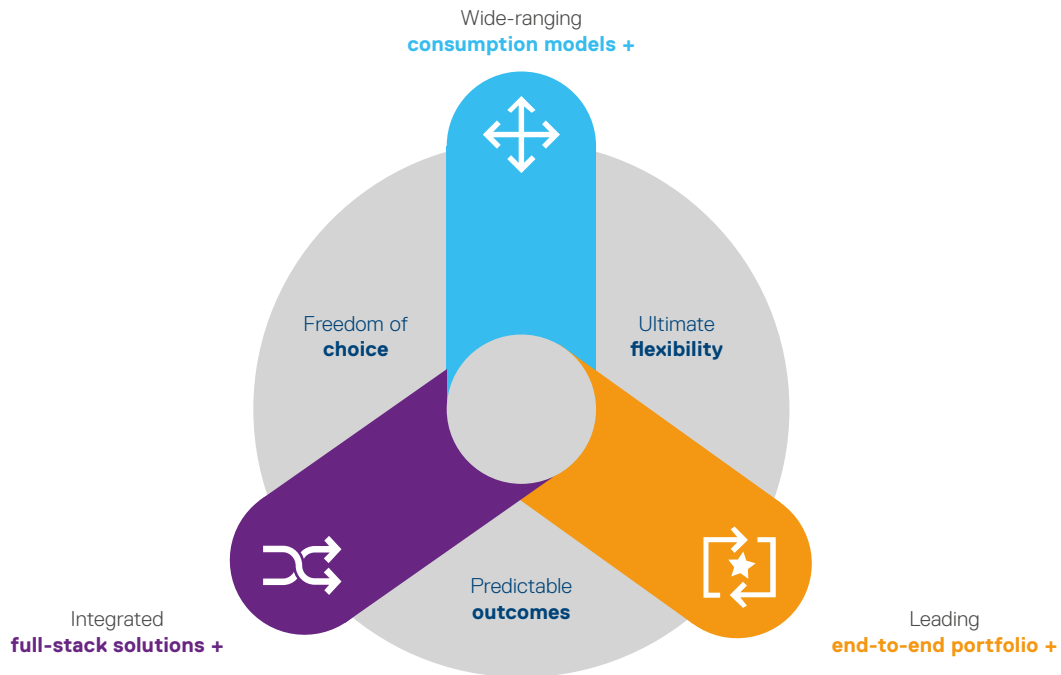 Wide-ranging
consumption models +
Freedom of
choice
Ultimate
flexibility
Predictable
outcomes
Integrated
full-stack solutions +
Leading
end-to-end portfolio +